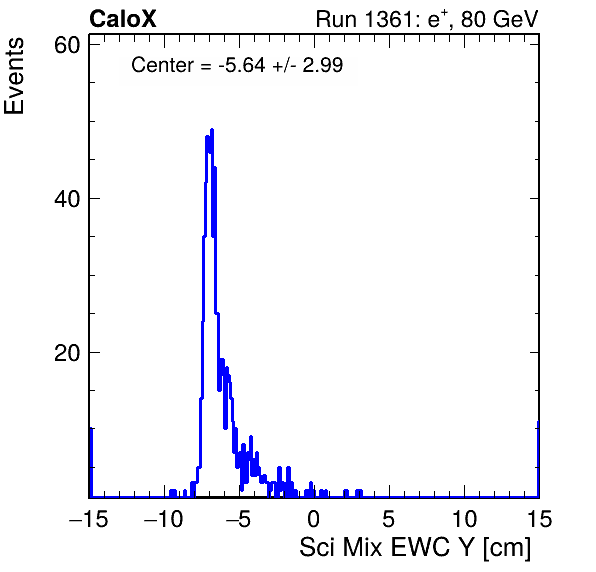 CaloX Run 1361: e⁺, 80 GeV
Events
60
Center = -5.64 +/- 2.99
40
20
−15 −10 −5 0 5 10 15
Sci Mix EWC Y [cm]